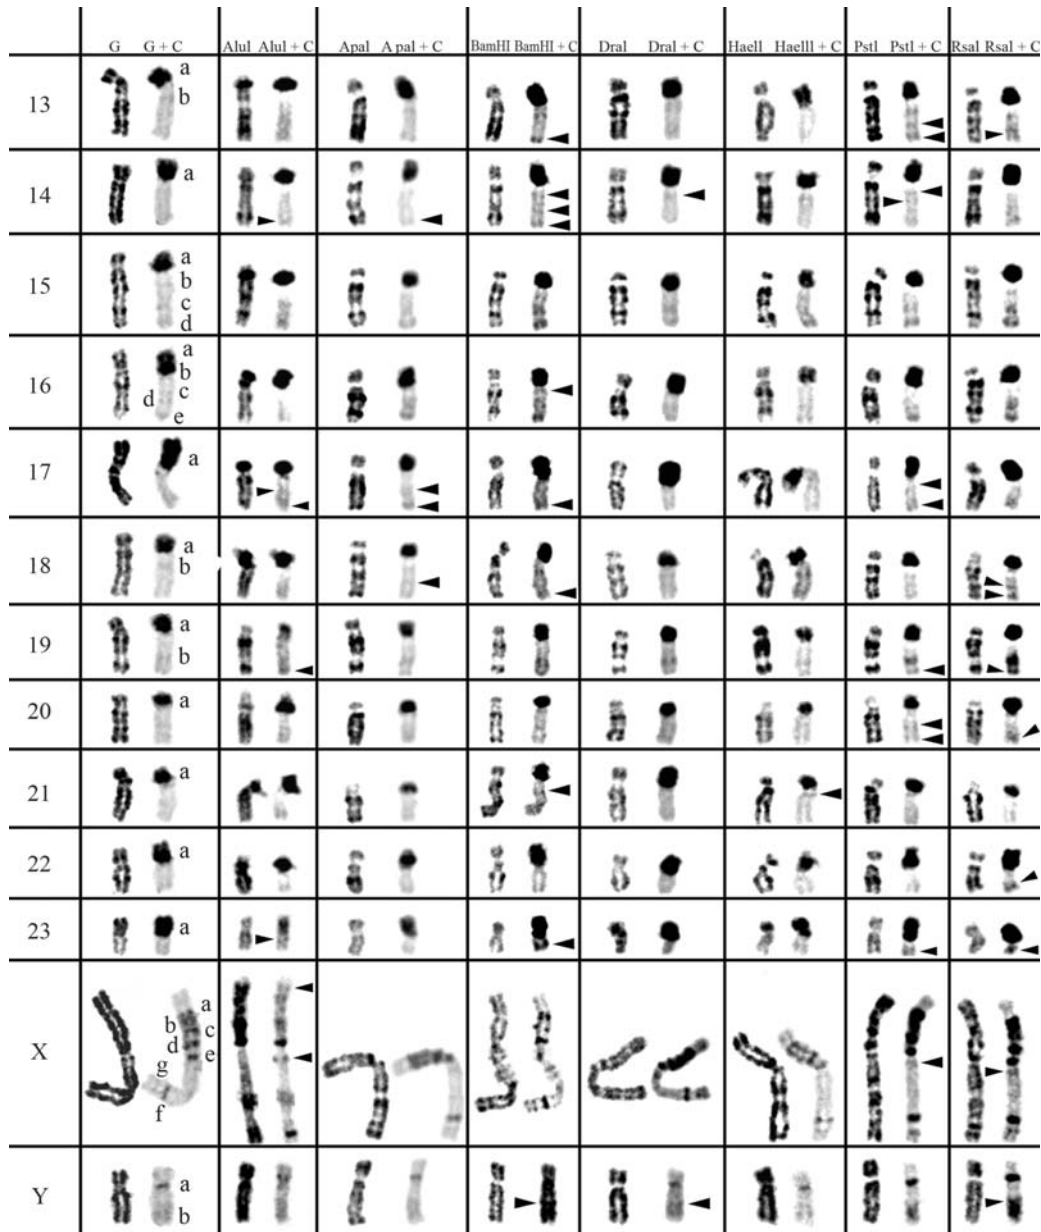 G G + C AluI AluI + C ApaI A paI + C BamHI BamHI + C DraI DraI + C HaeII HaeIII + C PstI PstI + C RsaI RsaI + C
13 a
b
14 a
15 a
b
c
d
16 a
b
c
d
e
17 a
18 a
b
19 a
b
20 a
21 a
22 a
23 a
X a
b c
d e
g
f
Y a
b